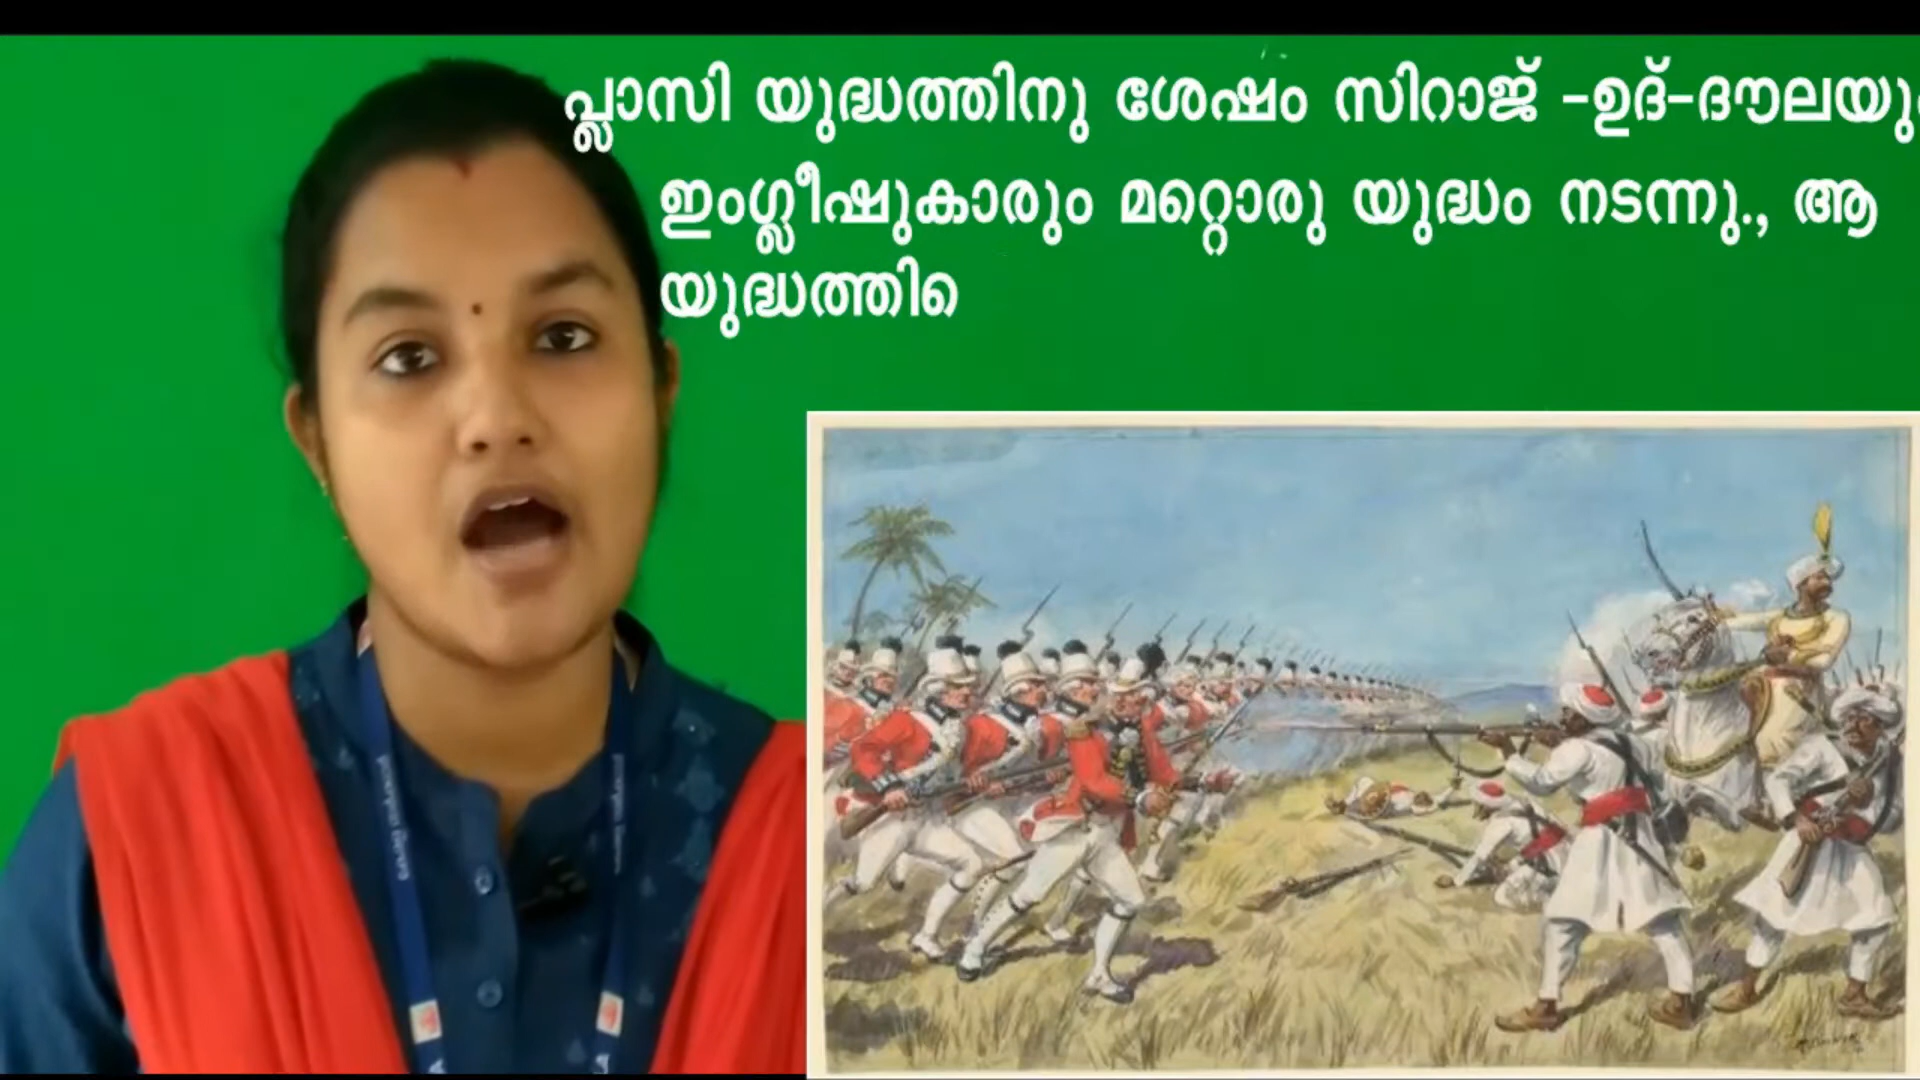 പ്ലാസി യുദ്ധത്തിനു ശേഷം സിറാജ് -ഉദ്-ദൗലയു
ഇംഗ്ലീഷുകാരും മറ്റൊരു യുദ്ധം നടന്നു., ആ
യുദ്ധത്തിെ